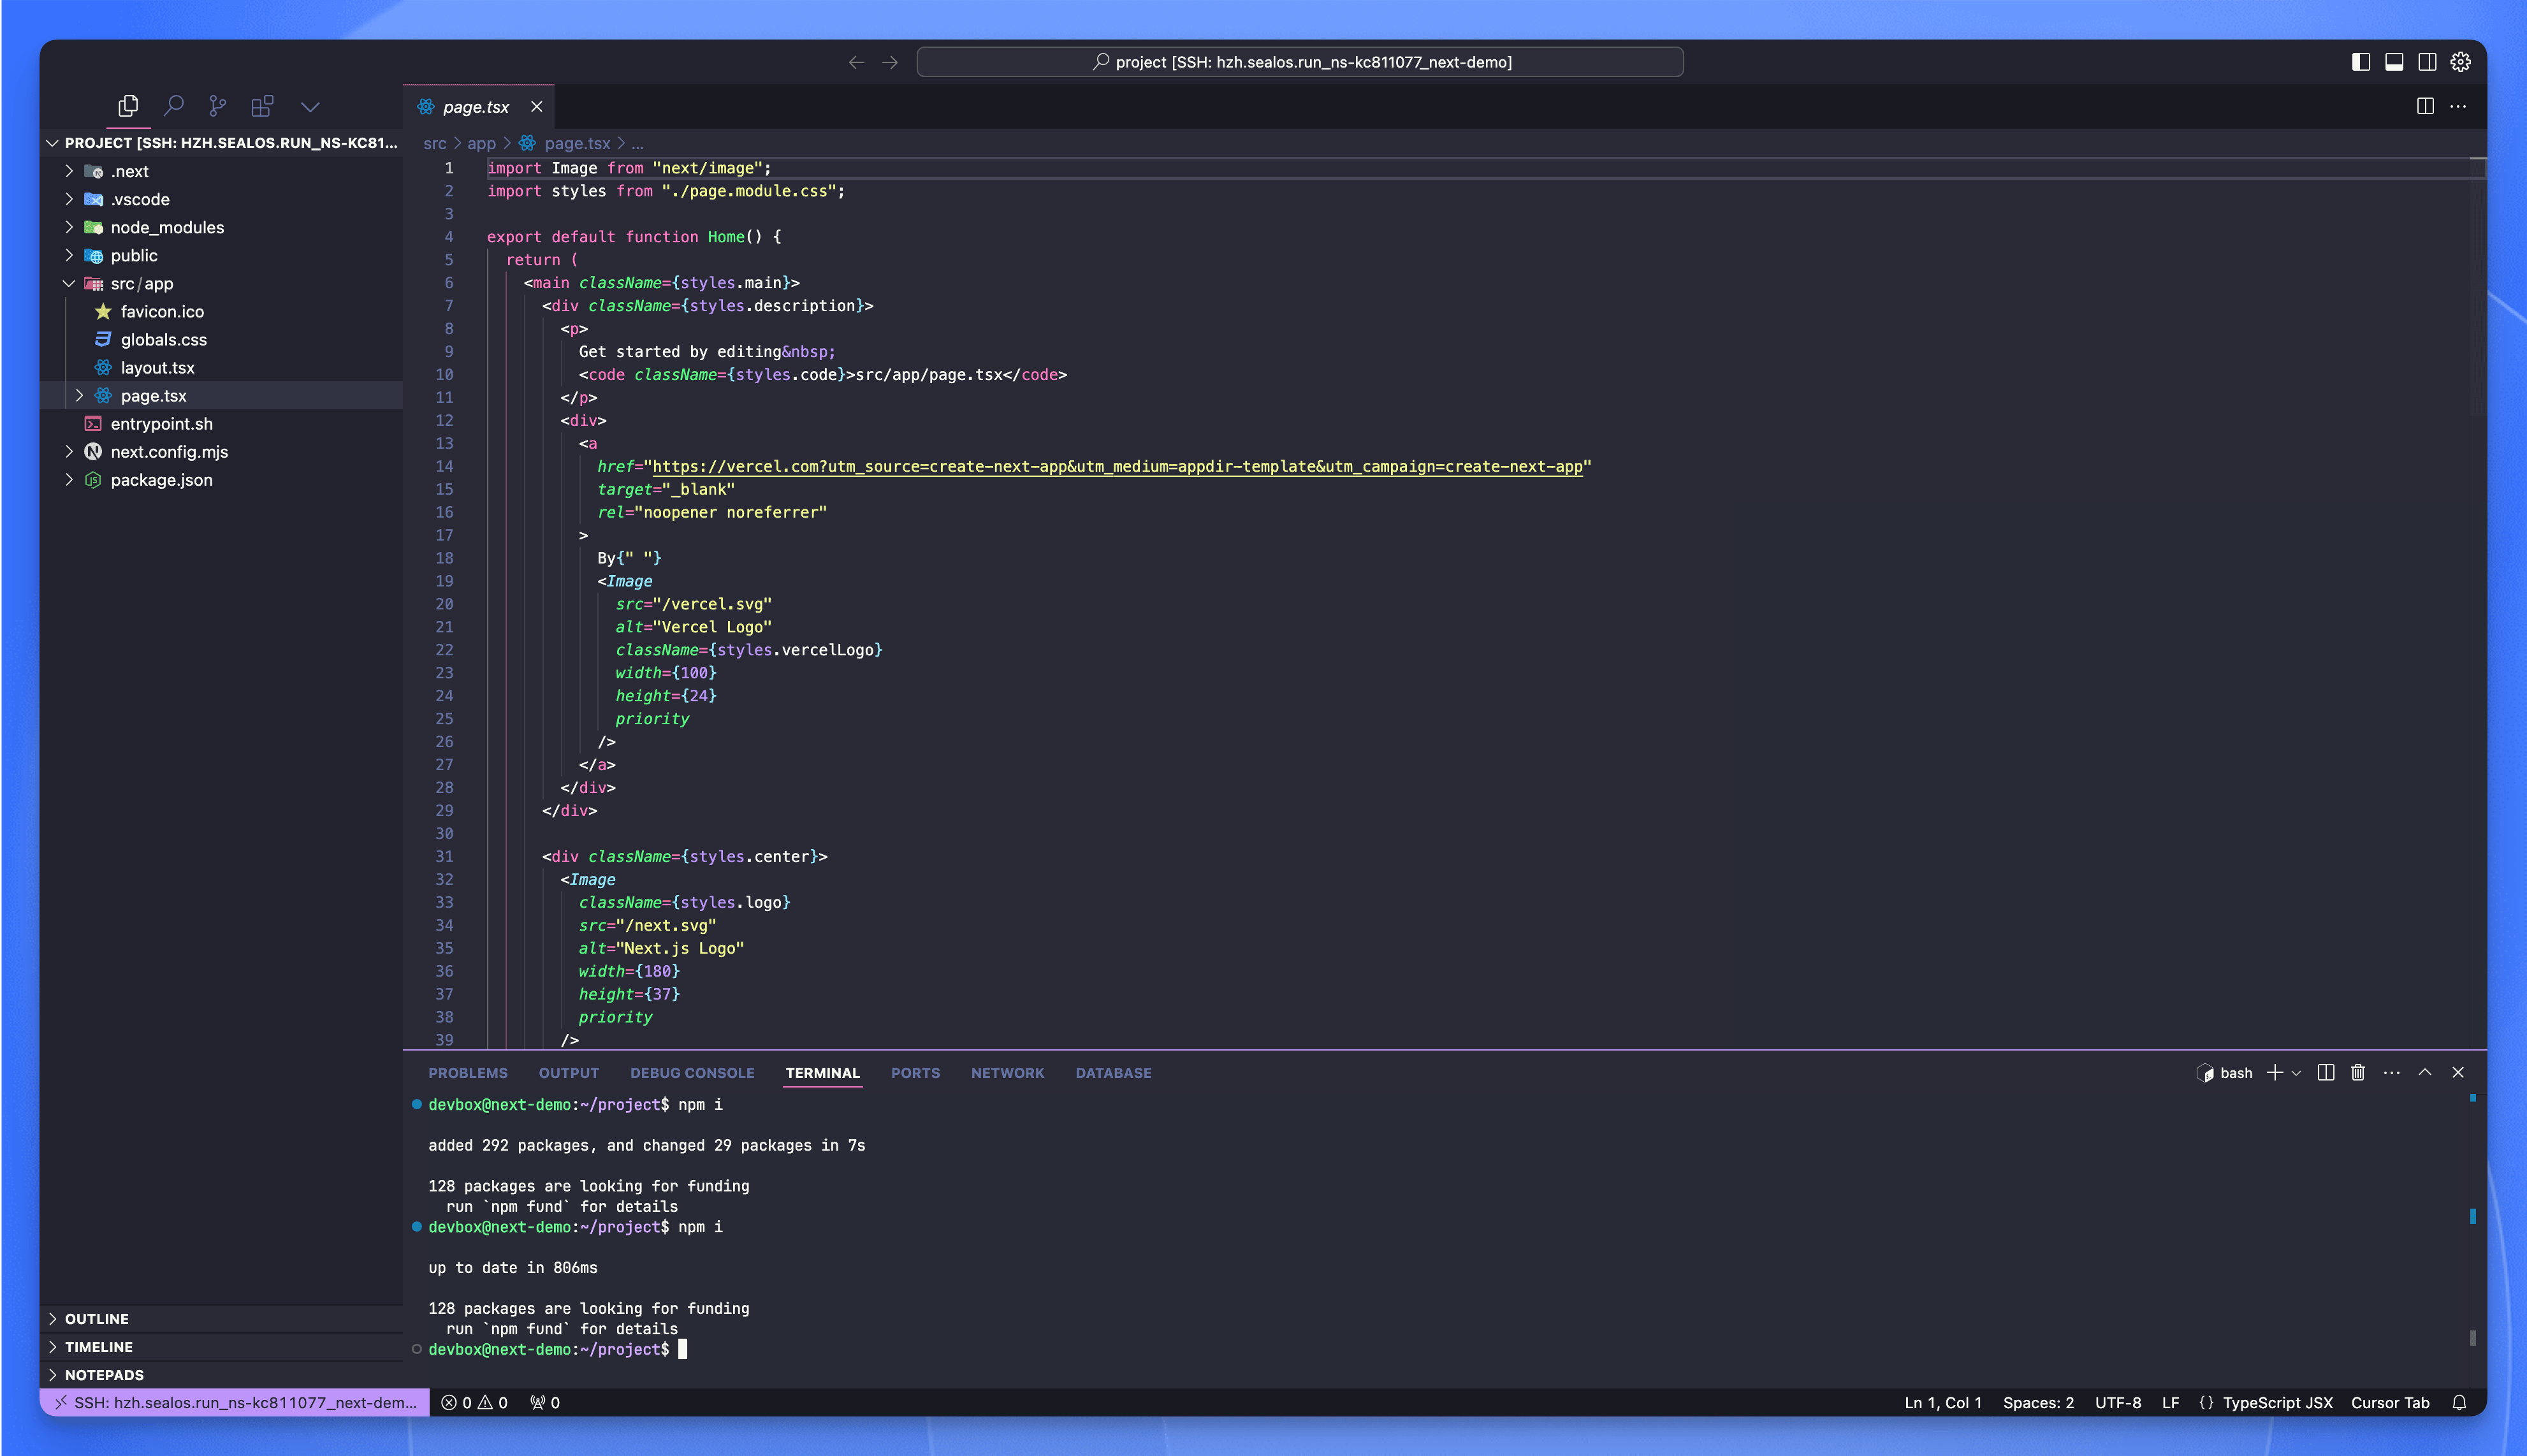 project [SSH: hzh.sealos.run_ns-kc811077_next-demo]
page.tsx
PROJECT [SSH: HZH.SEALOS.RUN_NS-KC81...
.next
.vscode
node_modules
public
src/app
favicon.ico
globals.css
layout.tsx
page.tsx
entrypoint.sh
next.config.mjs
package.json
OUTLINE
TIMELINE
NOTEPADS
src > app > page.tsx > ...
1 import Image from "next/image";
2 import styles from "./page.module.css";
3
4 export default function Home() {
5 return (
6 <main className={styles.main}>
7 <div className={styles.description}>
8 <p>
9 Get started by editing&nbsp;
10 <code className={styles.code}>src/app/page.tsx</code>
11 </p>
12 <div>
13 <a
14 href="https://vercel.com?utm_source=create-next-app&utm_medium=appdir-template&utm_campaign=create-next-app"
15 target="_blank"
16 rel="noopener noreferrer"
17 >
18 By{" "}
19 <Image
20 src="/vercel.svg"
21 alt="Vercel Logo"
22 className={styles.vercelLogo}
23 width={100}
24 height={24}
25 priority
26 />
27 </a>
28 </div>
29 </div>
30
31 <div className={styles.center}>
32 <Image
33 className={styles.logo}
34 src="/next.svg"
35 alt="Next.js Logo"
36 width={180}
37 height={37}
38 priority
39 />
PROBLEMS OUTPUT DEBUG CONSOLE TERMINAL PORTS NETWORK DATABASE bash
devbox@next-demo:~/project$ npm i
added 292 packages, and changed 29 packages in 7s
128 packages are looking for funding
run `npm fund` for details
devbox@next-demo:~/project$ npm i
up to date in 806ms
128 packages are looking for funding
run `npm fund` for details
devbox@next-demo:~/project$
SSH: hzh.sealos.run_ns-kc811077_next-dem... 0 0 0 Ln 1, Col 1 Spaces: 2 UTF-8 LF {} TypeScript JSX Cursor Tab